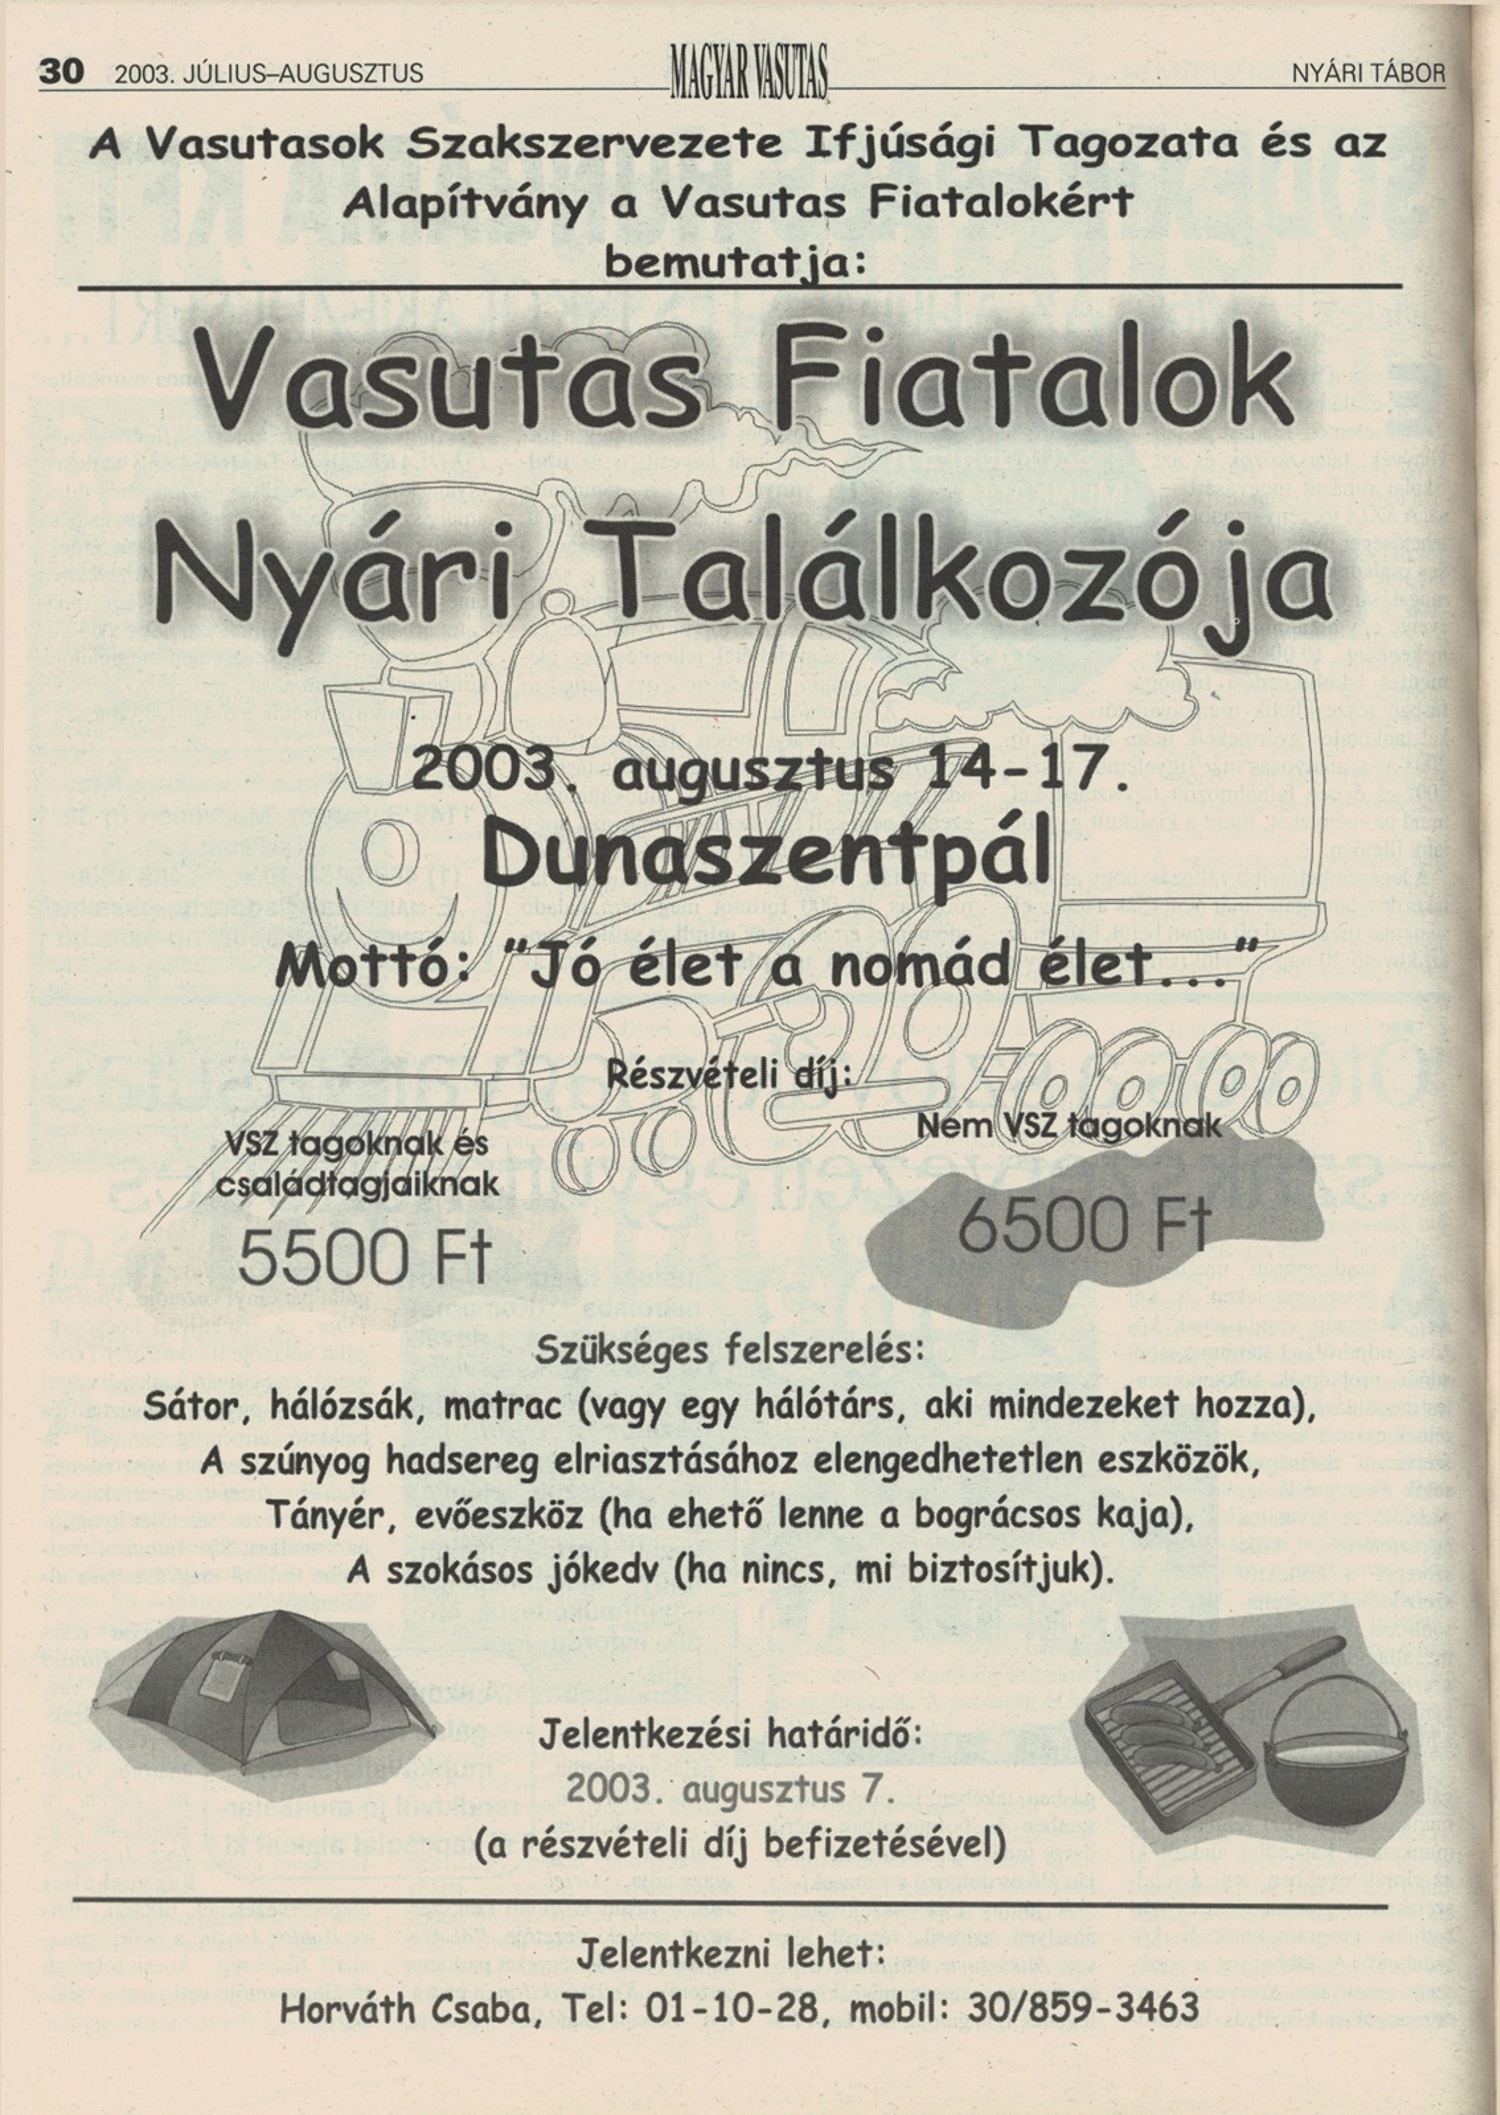 30 2003. JÚLIUS–AUGUSZTUS MAGYAR VASUTAS NYÁRI TÁBOR
A Vasutasok Szakszervezete Ifjúsági Tagozata és az
Alapítvány a Vasutas Fiatalokért
bemutatja:
Vasutas Fiatalok
Nyári Találkozója
2003. augusztus 14-17.
Dunaszentpál
Mottó: "Jó élet a nomád élet..."
Részvételi díj:
VSZ tagoknak és
családtagjaiknak
5500 Ft
Nem VSZ tagoknak
6500 Ft
Szükséges felszerelés:
Sátor, hálózsák, matrac (vagy egy hálótárs, aki mindezeket hozza),
A szúnyog hadsereg elriasztásához elengedhetetlen eszközök,
Tányér, evőeszköz (ha ehető lenne a bográcsos kaja),
A szokásos jókedv (ha nincs, mi biztosítjuk).
Jelentkezési határidő:
2003. augusztus 7.
(a részvételi díj befizetésével)
Jelentkezni lehet:
Horváth Csaba, Tel: 01-10-28, mobil: 30/859-3463